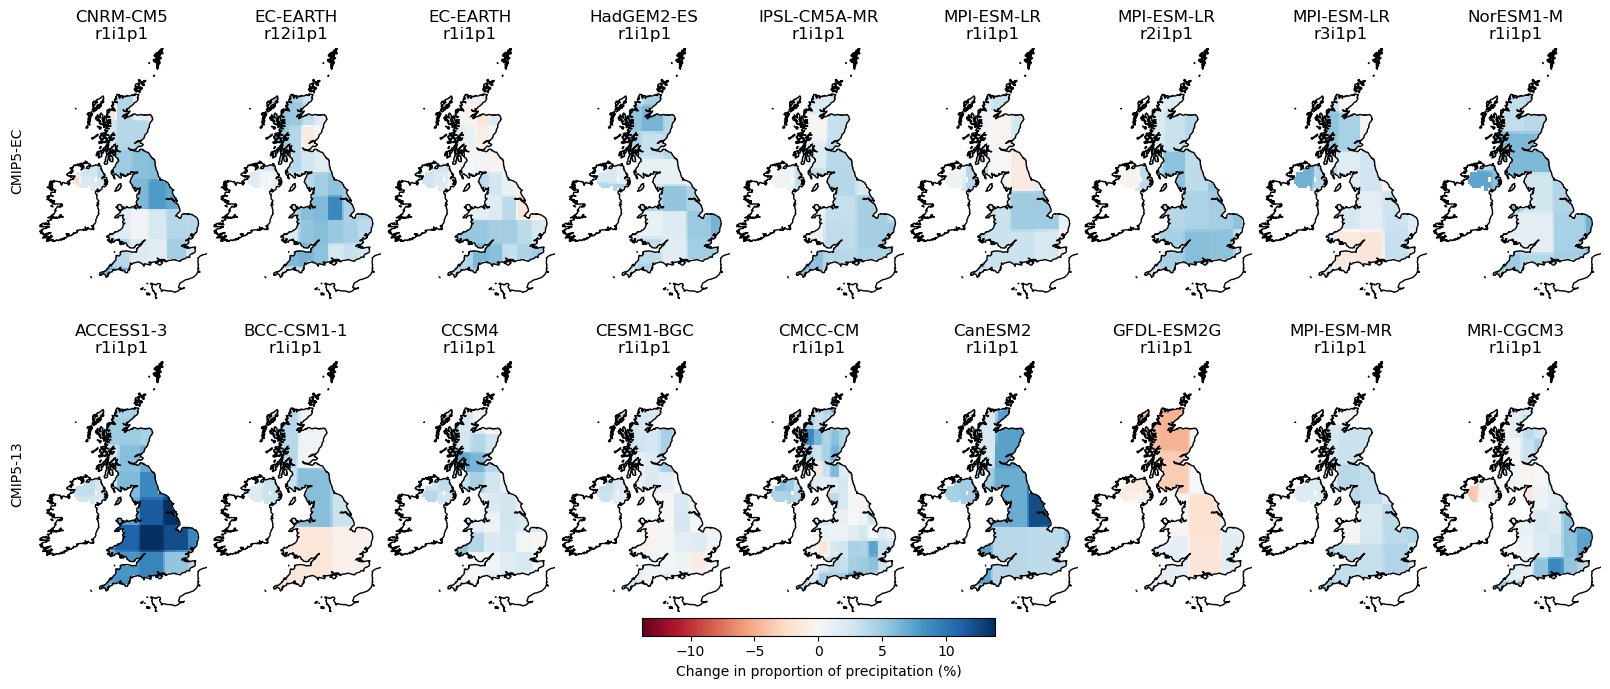 CNRM-CM5 EC-EARTH EC-EARTH HadGEM2-ES IPSL-CM5A-MR MPI-ESM-LR MPI-ESM-LR MPI-ESM-LR NorESM1-M
r1i1p1 r12i1p1 r1i1p1 r1i1p1 r1i1p1 r1i1p1 r2i1p1 r3i1p1 r1i1p1
CMIP5-EC
ACCESS1-3 BCC-CSM1-1 CCSM4 CESM1-BGC CMCC-CM CanESM2 GFDL-ESM2G MPI-ESM-MR MRI-CGCM3
r1i1p1 r1i1p1 r1i1p1 r1i1p1 r1i1p1 r1i1p1 r1i1p1 r1i1p1 r1i1p1
CMIP5-13
−10 −5 0 5 10
Change in proportion of precipitation (%)